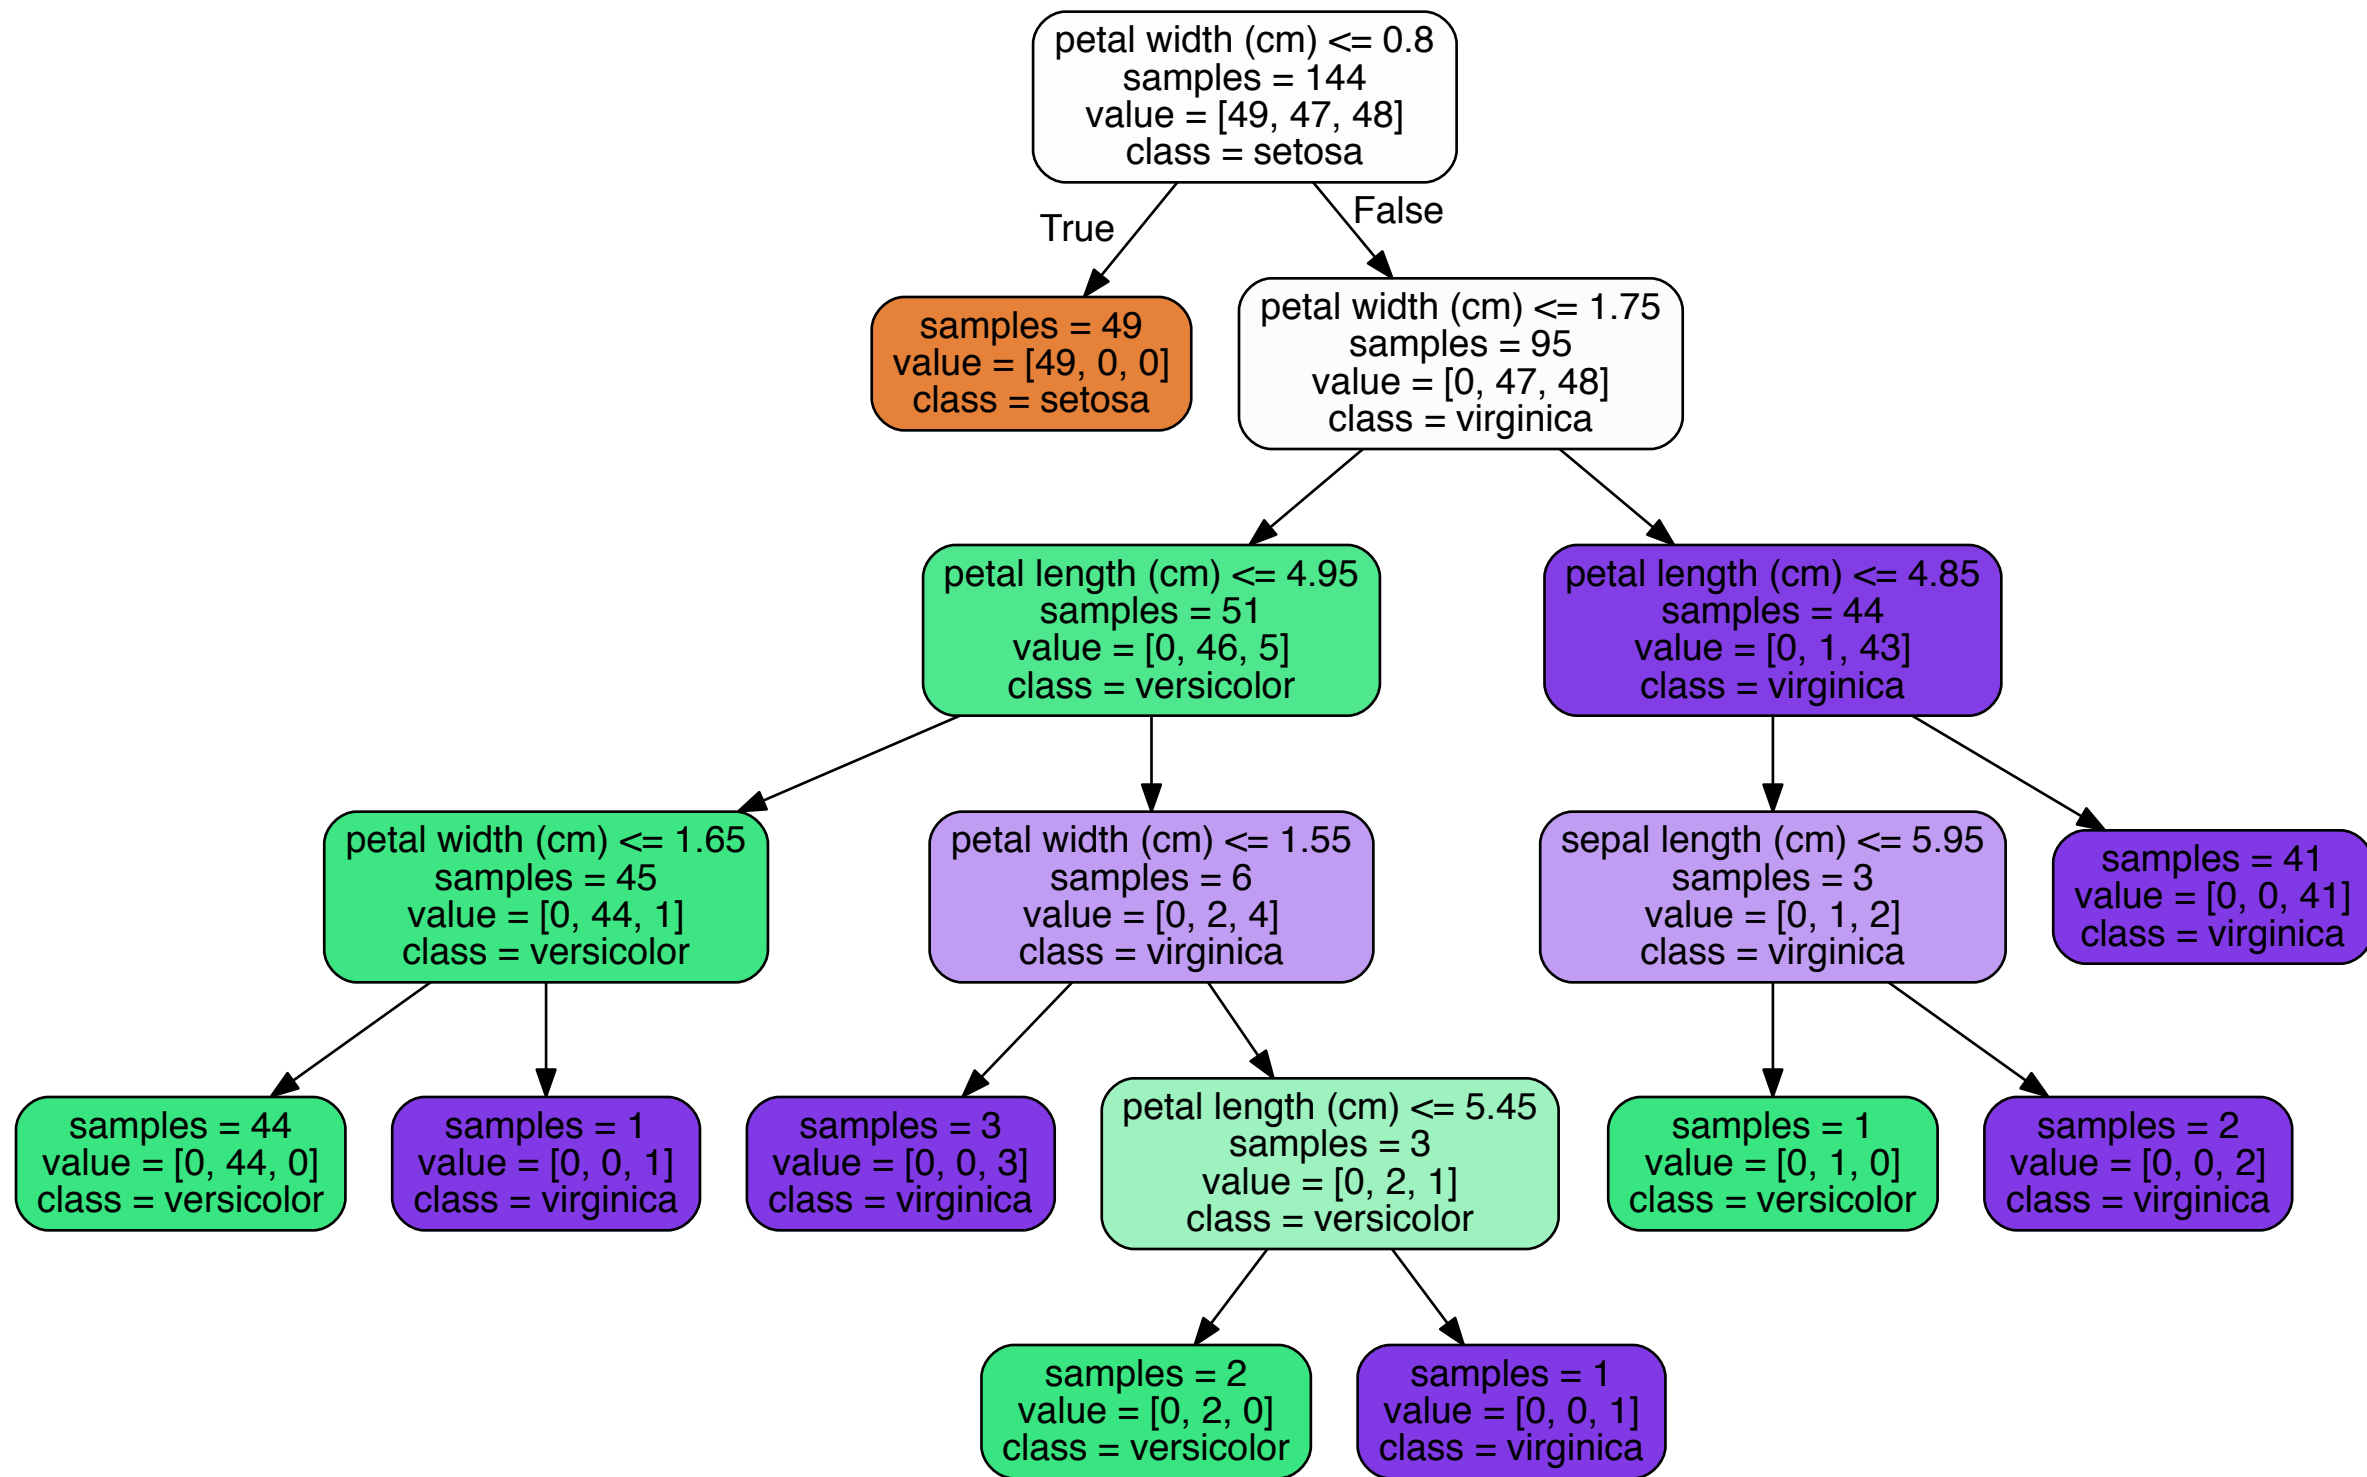 petal width (cm) <= 0.8
samples = 144
value = [49, 47, 48]
class = setosa
True
False
samples = 49
value = [49, 0, 0]
class = setosa
petal width (cm) <= 1.75
samples = 95
value = [0, 47, 48]
class = virginica
petal length (cm) <= 4.95
samples = 51
value = [0, 46, 5]
class = versicolor
petal length (cm) <= 4.85
samples = 44
value = [0, 1, 43]
class = virginica
petal width (cm) <= 1.65
samples = 45
value = [0, 44, 1]
class = versicolor
petal width (cm) <= 1.55
samples = 6
value = [0, 2, 4]
class = virginica
sepal length (cm) <= 5.95
samples = 3
value = [0, 1, 2]
class = virginica
samples = 41
value = [0, 0, 41]
class = virginica
samples = 44
value = [0, 44, 0]
class = versicolor
samples = 1
value = [0, 0, 1]
class = virginica
samples = 3
value = [0, 0, 3]
class = virginica
petal length (cm) <= 5.45
samples = 3
value = [0, 2, 1]
class = versicolor
samples = 1
value = [0, 1, 0]
class = versicolor
samples = 2
value = [0, 0, 2]
class = virginica
samples = 2
value = [0, 2, 0]
class = versicolor
samples = 1
value = [0, 0, 1]
class = virginica